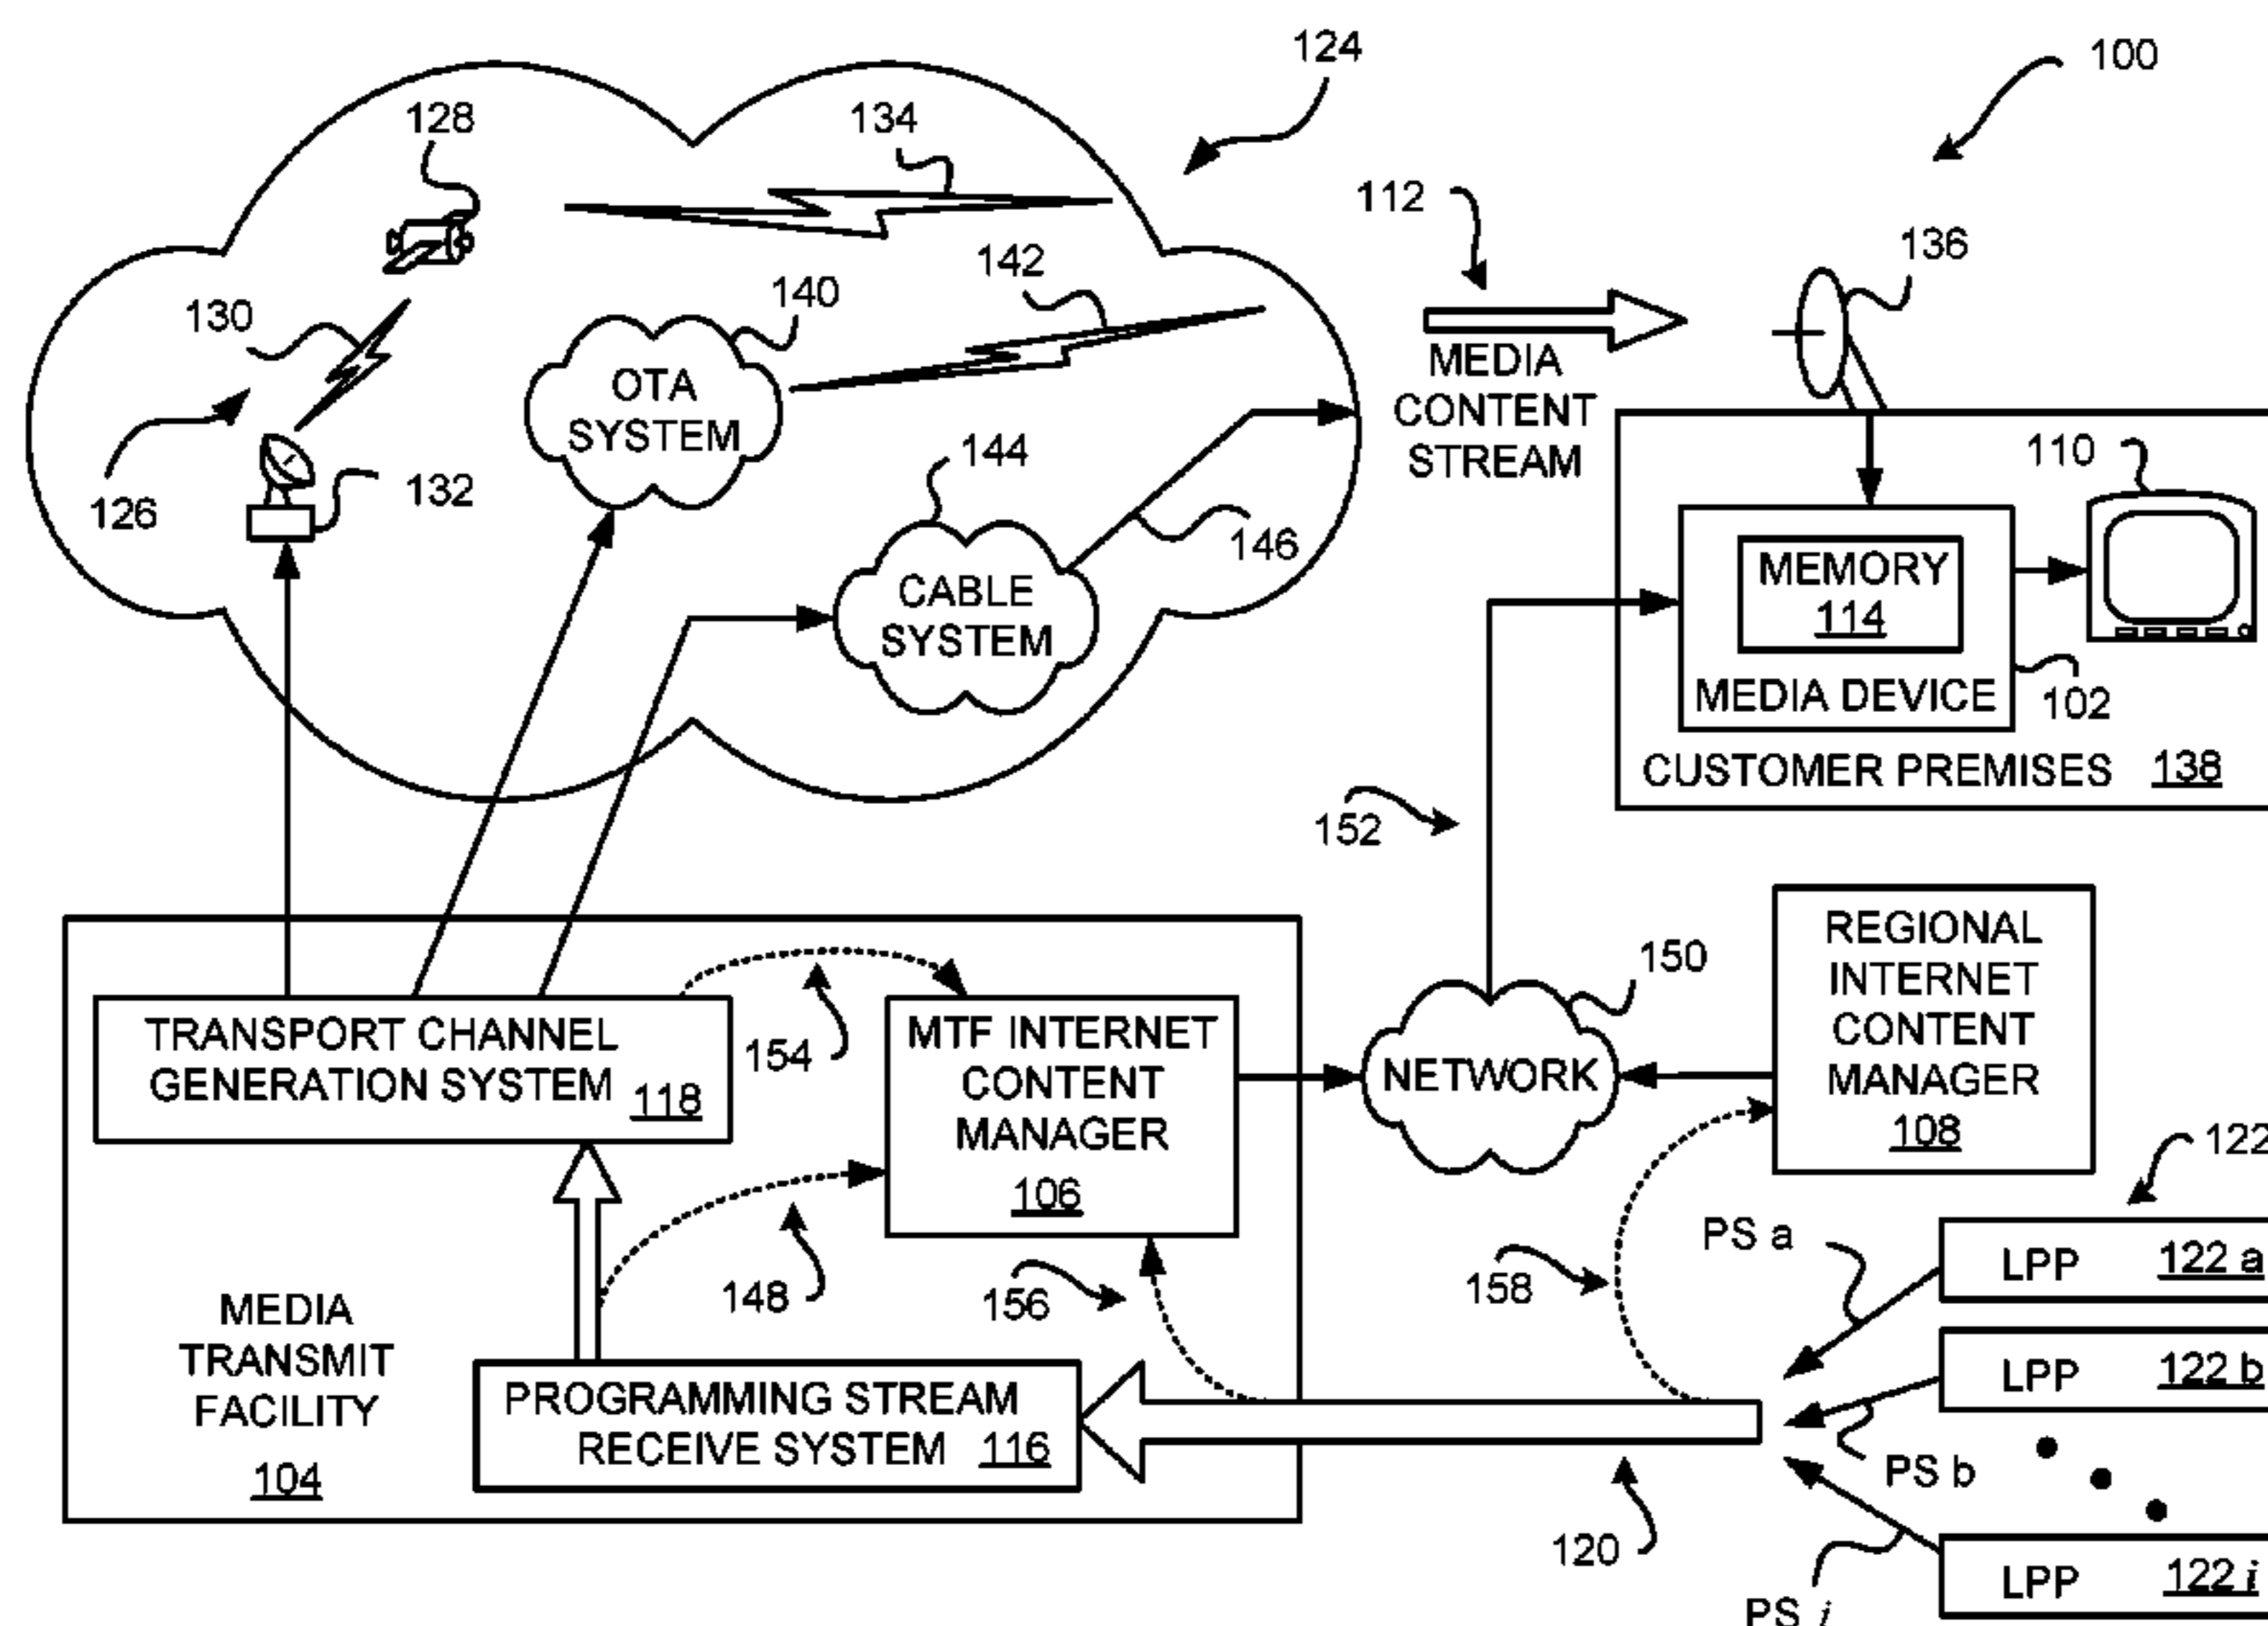 124
100
128
134
112
136
142
140
130
MEDIA
CONTENT
STREAM
OTA
SYSTEM
110
144
132
126
146
MEMORY
114
CABLE
SYSTEM
MEDIA DEVICE
102
CUSTOMER PREMISES 138
152
REGIONAL
INTERNET
CONTENT
MANAGER
108
150
TRANSPORT CHANNEL
GENERATION SYSTEM 118
154
MTF INTERNET
CONTENT
MANAGER
106
NETWORK
122
PS a
LPP 122 a
148
156
158
MEDIA
TRANSMIT
FACILITY
104
LPP 122 b
PROGRAMMING STREAM
RECEIVE SYSTEM 116
PS b
120
LPP 122 i
PS i